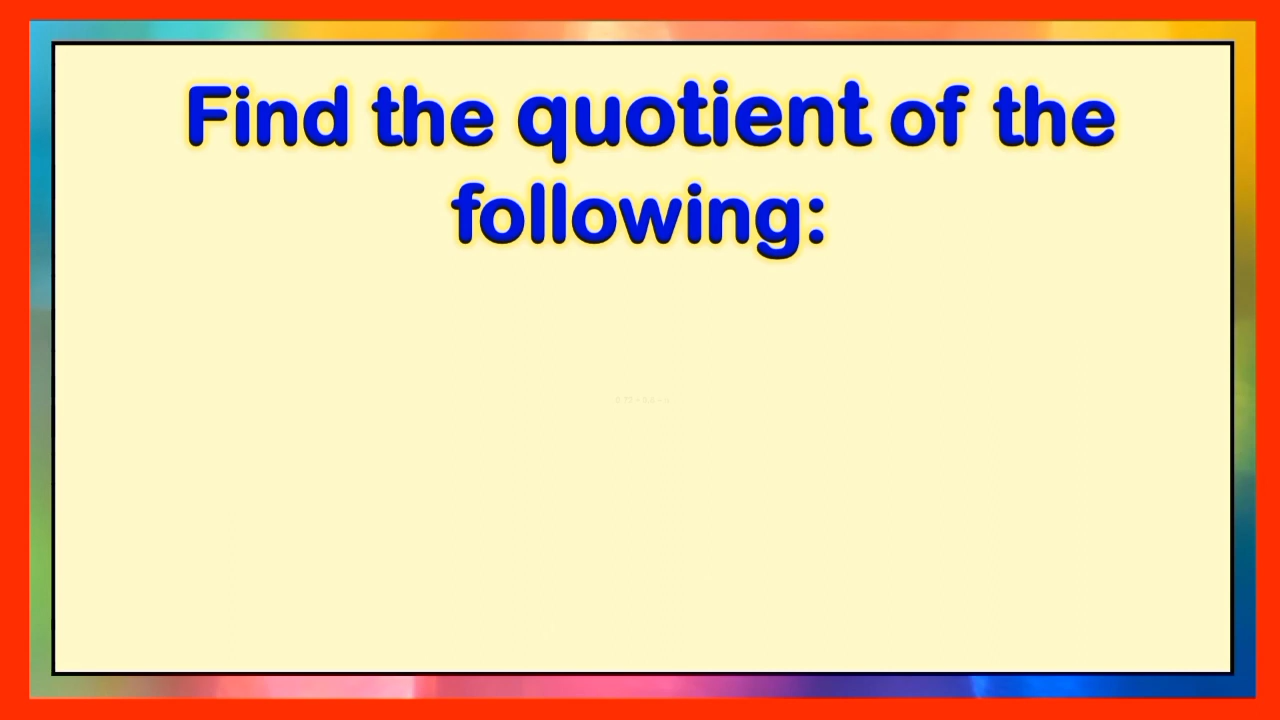 Find the quotient of the
following: